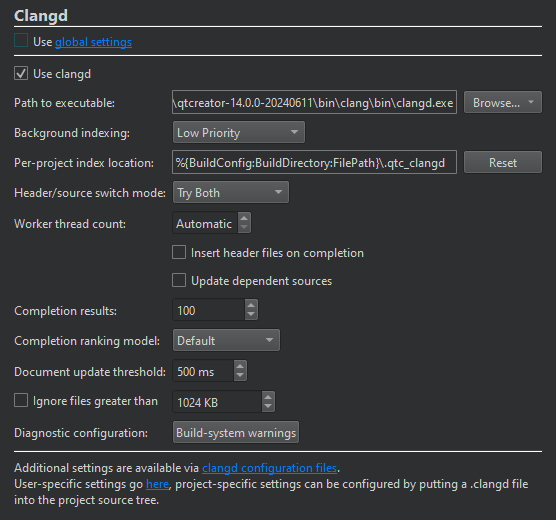 Clangd
Use global settings
Use clangd
Path to executable: \qtcreator-14.0.0-20240611\bin\clang\bin\clangd.exe Browse...
Background indexing: Low Priority
Per-project index location: %{BuildConfig:BuildDirectory:FilePath}\.qtc_clangd Reset
Header/source switch mode: Try Both
Worker thread count: Automatic
Insert header files on completion
Update dependent sources
Completion results: 100
Completion ranking model: Default
Document update threshold: 500 ms
Ignore files greater than 1024 KB
Diagnostic configuration: Build-system warnings
Additional settings are available via clangd configuration files.
User-specific settings go here, project-specific settings can be configured by putting a .clangd file
into the project source tree.